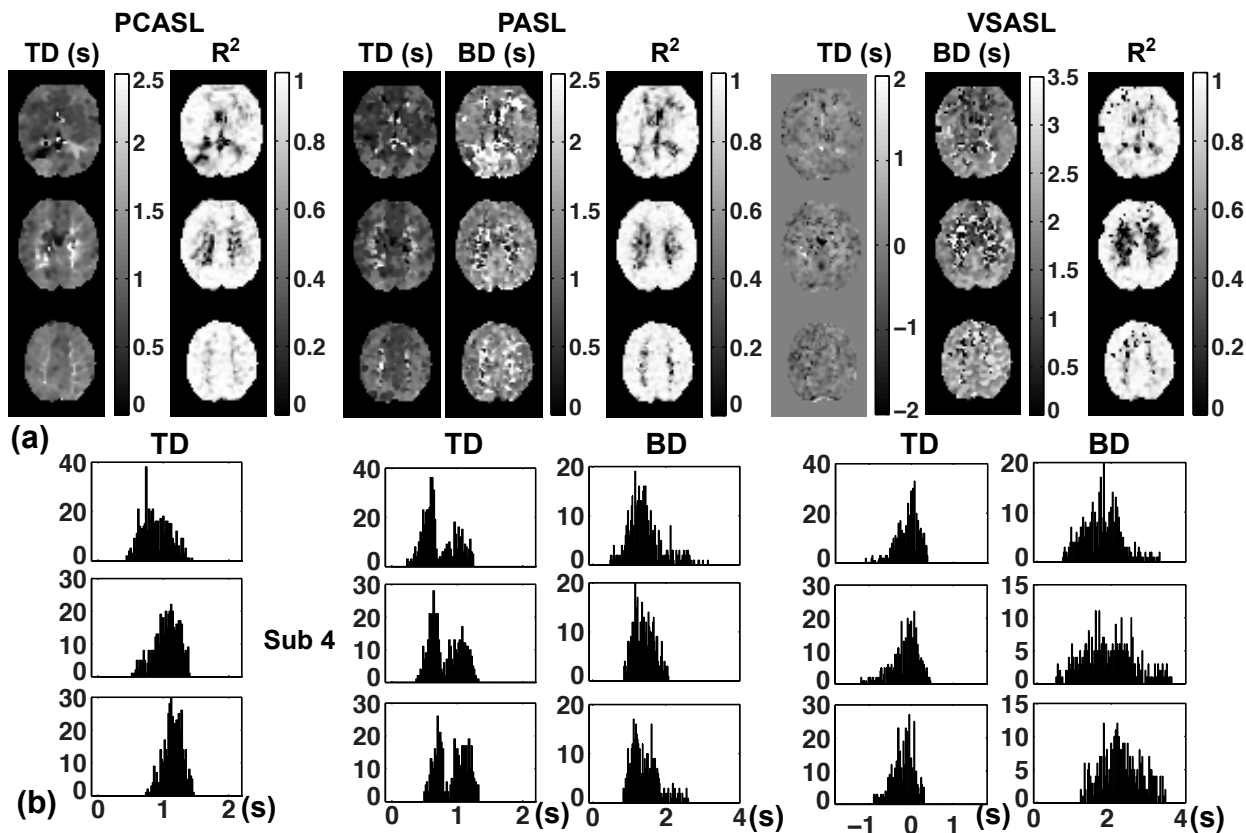 PCASL PASL VSASL
TD (s) R² TD (s) BD (s) R² TD (s) BD (s) R²
2.5 1 2.5 1 2 3.5 1
3
2 0.8 2 0.8 1 2.5 0.8
1.5 0.6 1.5 0.6 2 0.6
0
1 0.4 1 0.4 1.5 0.4
1
0.5 0.2 0.5 0.2 −1 0.5 0.2
0 0 0 0 −2 0 0
(a)
TD TD BD TD BD
40 40 20 40 20
20 20 10 20 10
0 0 0 0 0
30 30 20 30 15
20 20 10 20 10
10 10 10 5
0 0 0 0 0
Sub 4
30 30 20 30 15
20 20 10 20 10
10 10 10 5
0 0 0 0 0
(b)
0 1 2 (s) 0 1 2 (s) 0 2 4 (s) −1 0 1 (s) 0 2 4 (s)